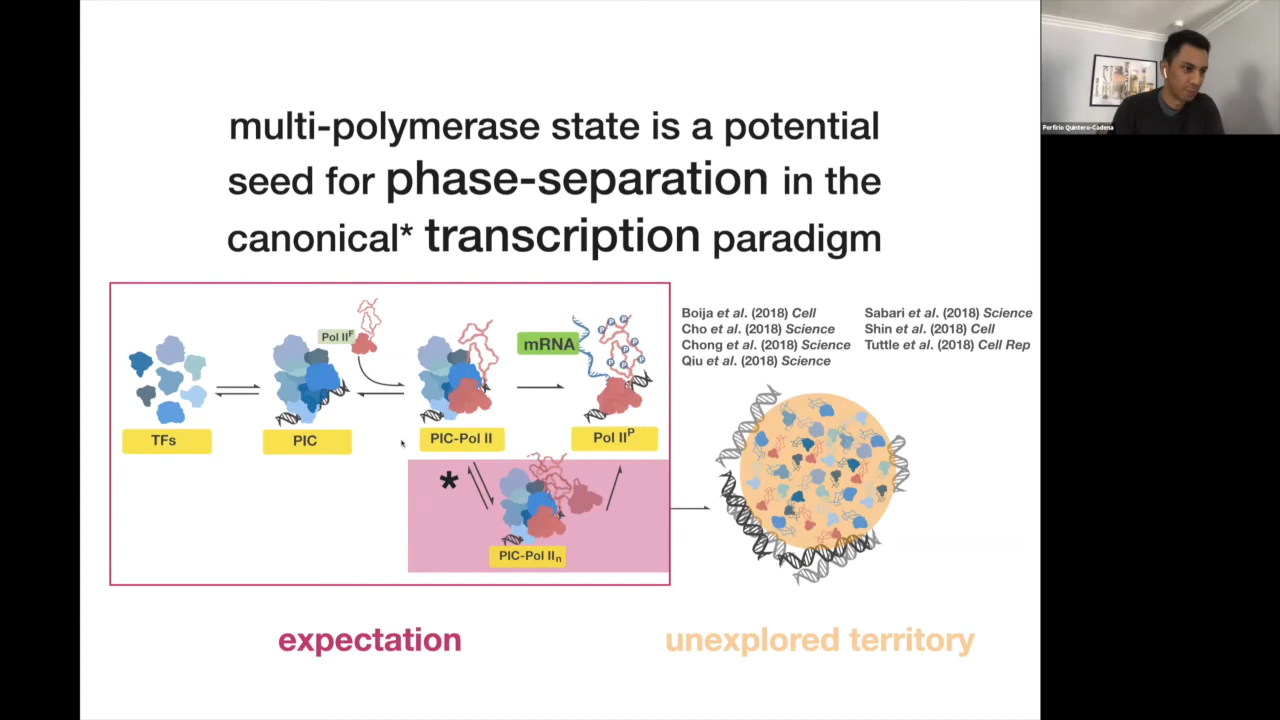 multi-polymerase state is a potential
seed for phase-separation in the
canonical* transcription paradigm
Boija et al. (2018) Cell
Cho et al. (2018) Science
Chong et al. (2018) Science
Qiu et al. (2018) Science
Sabari et al. (2018) Science
Shin et al. (2018) Cell
Tuttle et al. (2018) Cell Rep
Pol IIF
mRNA
P P P P P P P P
TFs
PIC
PIC-Pol II
Pol IIP
*
PIC-Pol IIn
expectation
unexplored territory
Porfirio Quintero-Cadena